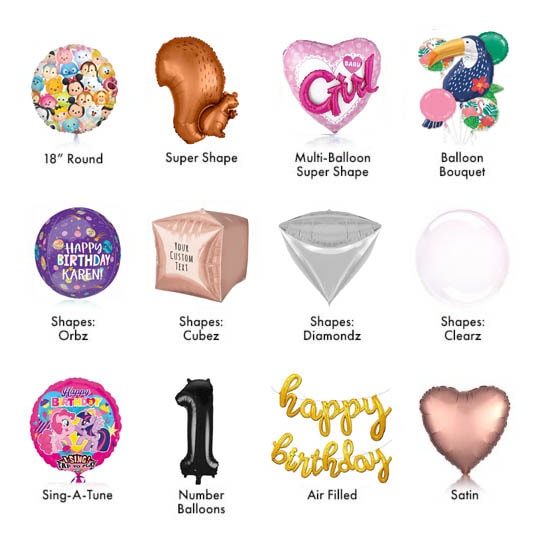 18” Round
Super Shape
BABY
Girl
Multi-Balloon
Super Shape
Balloon
Bouquet
HAPPY
BIRTHDAY
KAREN!
Shapes:
Orbz
YOUR
CUSTOM
TEXT
Shapes:
Cubez
Shapes:
Diamondz
Shapes:
Clearz
Happy
BIRTHDAY
SING
Sing-A-Tune
1
Number
Balloons
happy
birthday
Air Filled
Satin